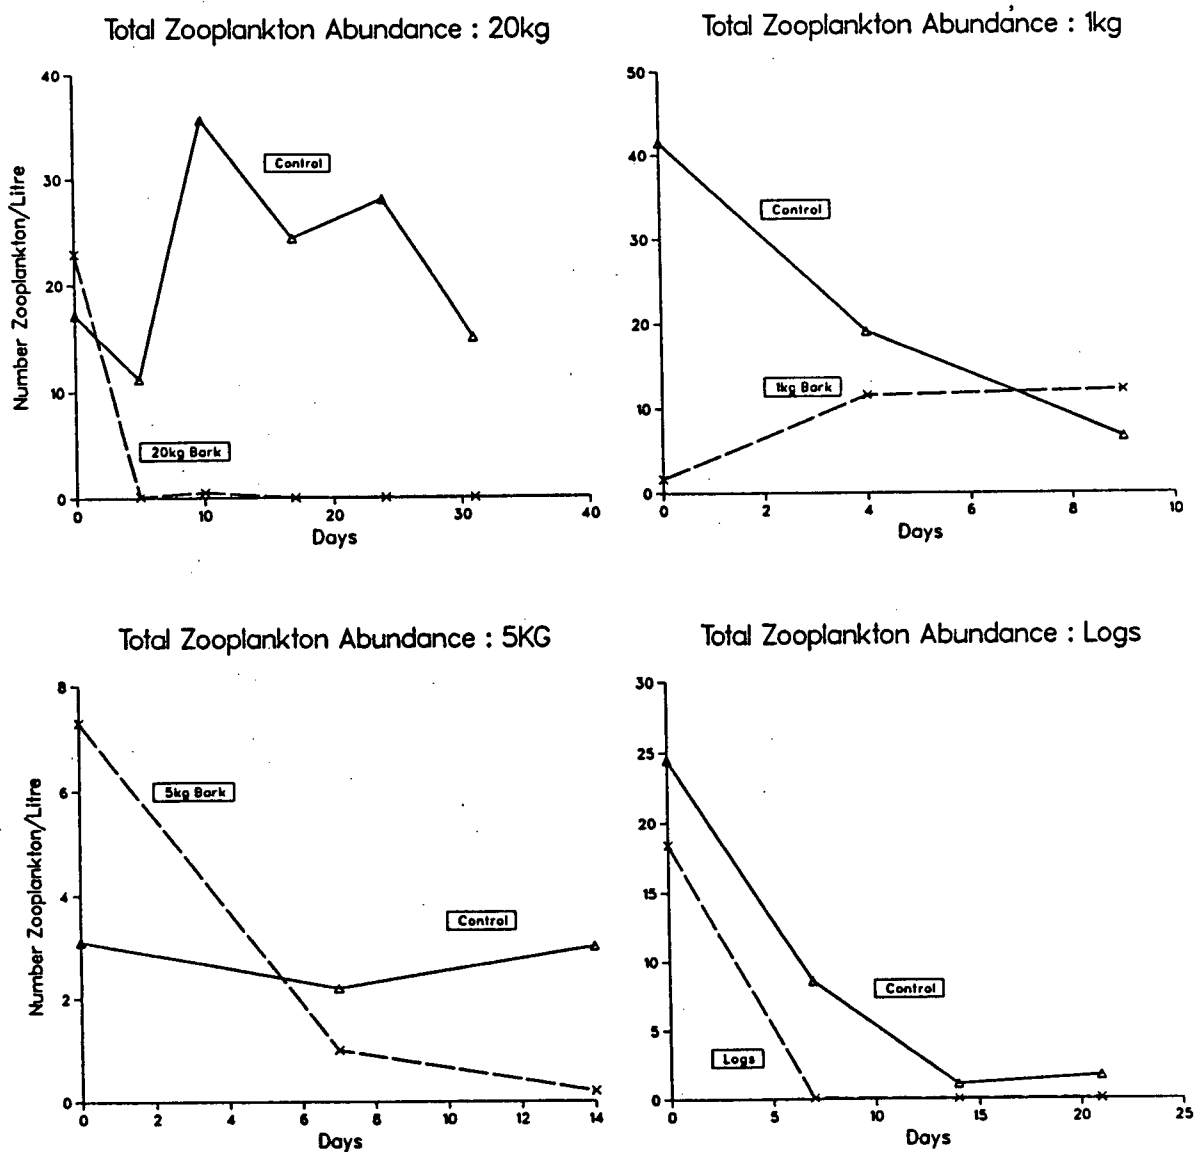 Total Zooplankton Abundance : 20kg
Number Zooplankton/Litre
40
30
20
10
0
Control
20kg Bark
0 10 20 30 40
Days
Total Zooplankton Abundance : 1kg
50
40
30
20
10
0
Control
1kg Bark
0 2 4 6 8 10
Days
Total Zooplankton Abundance : 5KG
Number Zooplankton/Litre
8
6
4
2
0
5kg Bark
Control
0 2 4 6 8 10 12 14
Days
Total Zooplankton Abundance : Logs
30
25
20
15
10
5
0
Control
Logs
0 5 10 15 20 25
Days